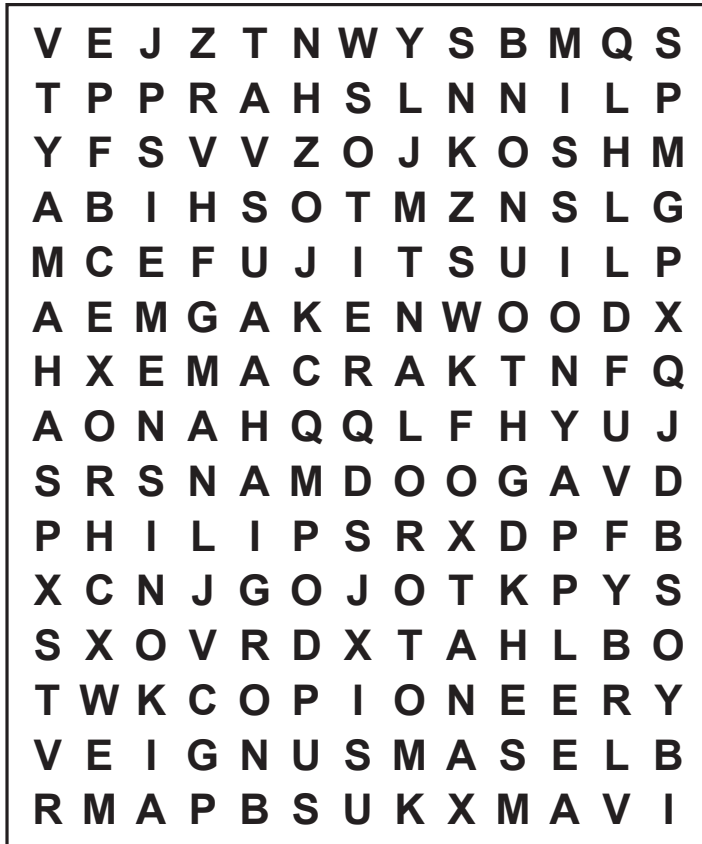 V E J Z T N W Y S B M Q S
T P P R A H S L N N I L P
Y F S V V Z O J K O S H M
A B I H S O T M Z N S L G
M C E F U J I T S U I L P
A E M G A K E N W O O D X
H X E M A C R A K T N F Q
A O N A H Q Q L F H Y U J
S R S N A M D O O G A V D
P H I L I P S R X D P F B
X C N J G O J O T K P Y S
S X O V R D X T A H L B O
T W K C O P I O N E E R Y
V E I G N U S M A S E L B
R M A P B S U K X M A V I